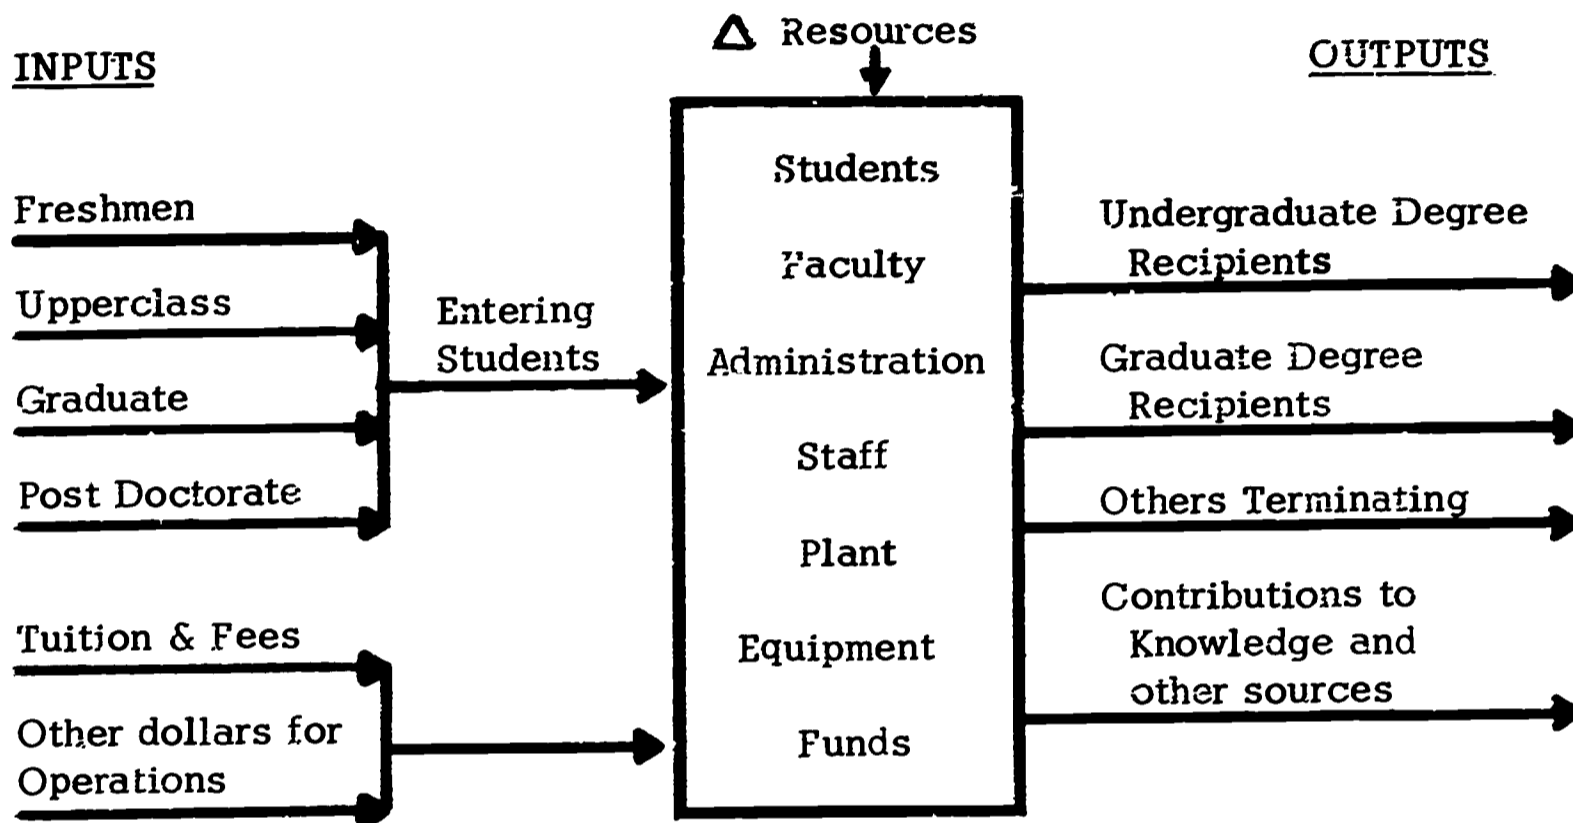 INPUTS
Δ Resources
OUTPUTS
Freshmen
Upperclass
Graduate
Post Doctorate
Tuition & Fees
Other dollars for
Operations
Entering
Students
Students
Faculty
Administration
Staff
Plant
Equipment
Funds
Undergraduate Degree
Recipients
Graduate Degree
Recipients
Others Terminating
Contributions to
Knowledge and
other sources